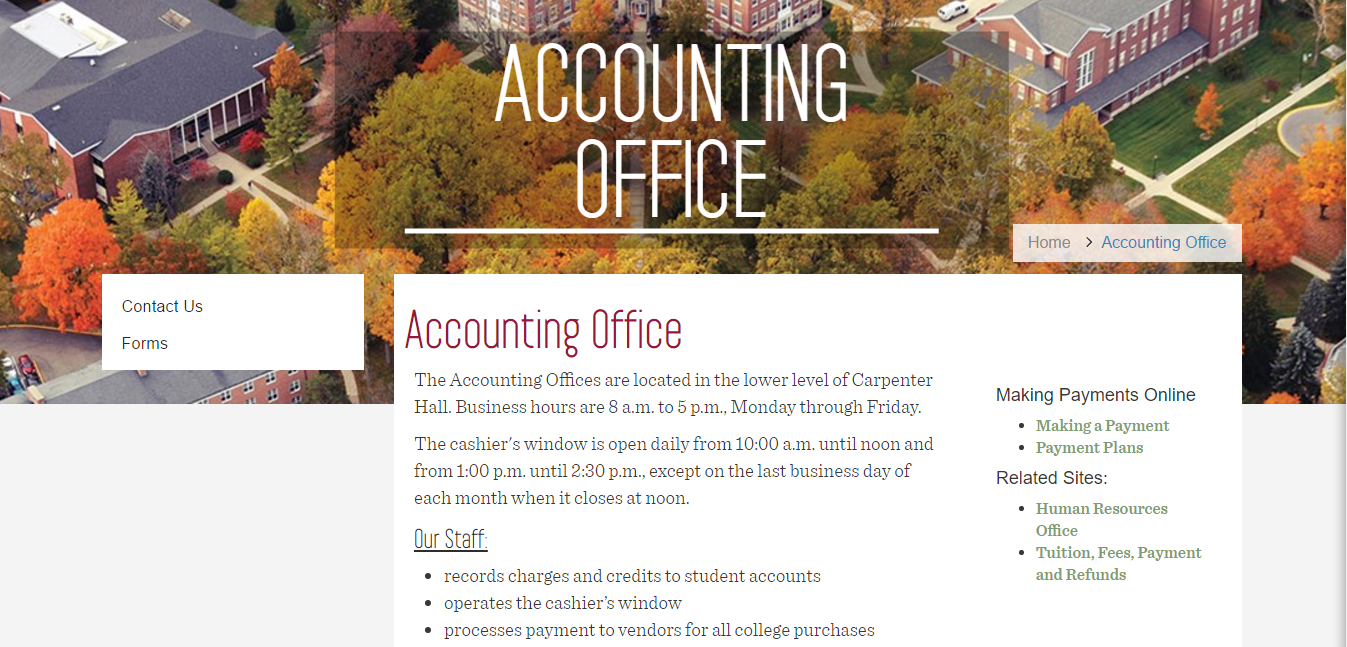 ACCOUNTING
OFFICE
Home > Accounting Office
Contact Us
Forms
Accounting Office
The Accounting Offices are located in the lower level of Carpenter
Hall. Business hours are 8 a.m. to 5 p.m., Monday through Friday.
The cashier's window is open daily from 10:00 a.m. until noon and
from 1:00 p.m. until 2:30 p.m., except on the last business day of
each month when it closes at noon.
Our Staff:
• records charges and credits to student accounts
• operates the cashier's window
• processes payment to vendors for all college purchases
Making Payments Online
• Making a Payment
• Payment Plans
Related Sites:
• Human Resources
Office
• Tuition, Fees, Payment
and Refunds